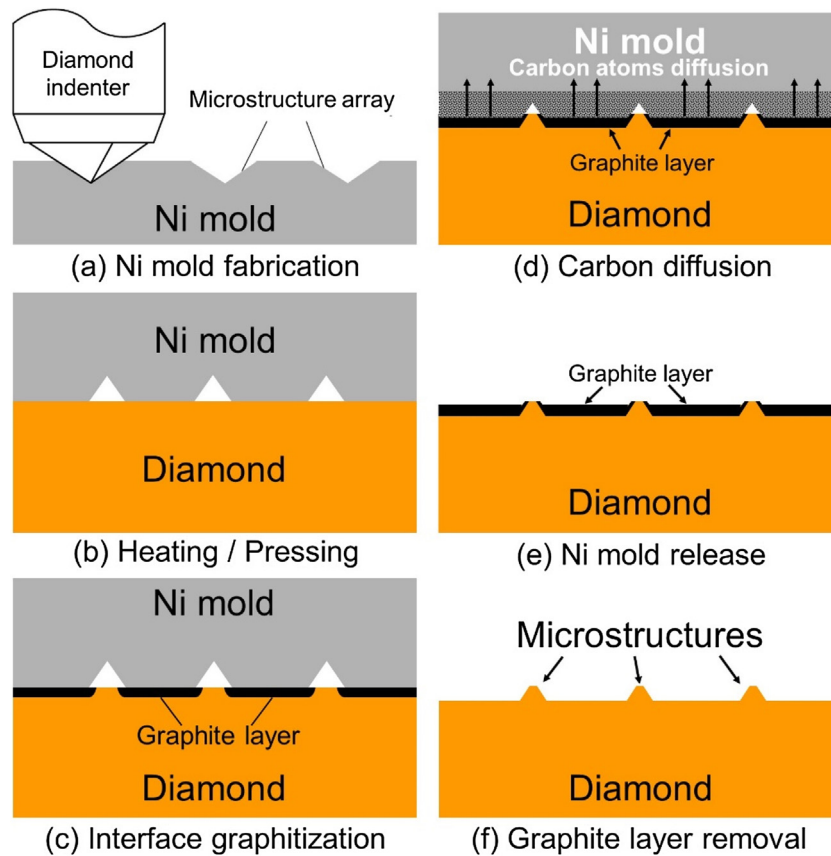 Diamond
indenter
Microstructure array
Ni mold
(a) Ni mold fabrication
Ni mold
Diamond
(b) Heating / Pressing
Ni mold
Graphite layer
Diamond
(c) Interface graphitization
Ni mold
Carbon atoms diffusion
Graphite layer
Diamond
(d) Carbon diffusion
Graphite layer
Diamond
(e) Ni mold release
Microstructures
Diamond
(f) Graphite layer removal